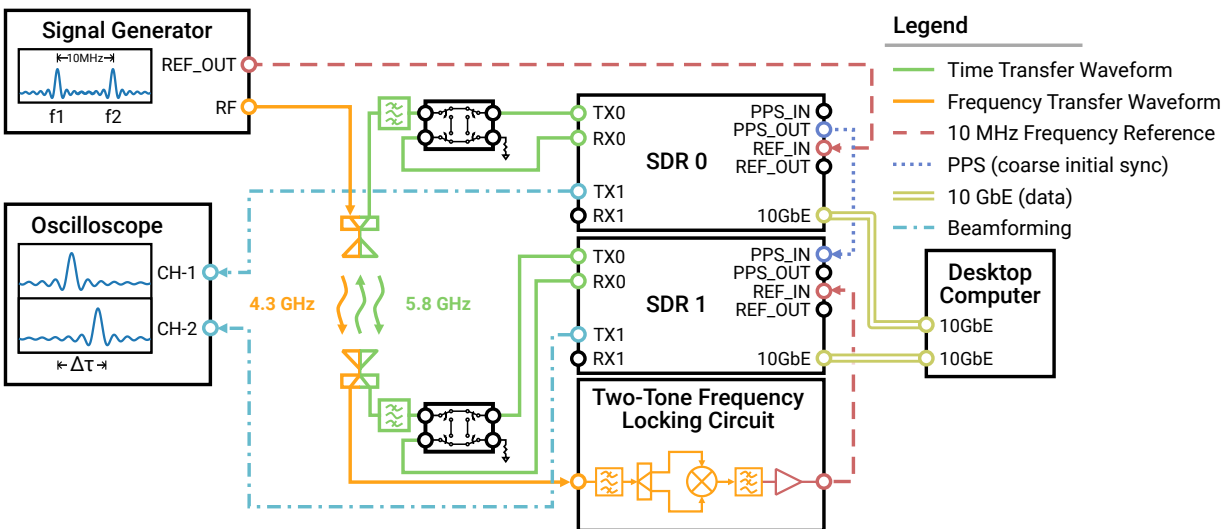 Signal Generator
10MHz
f1 f2
REF_OUT
RF
Oscilloscope
CH-1
CH-2
Δτ
4.3 GHz
5.8 GHz
TX0
RX0
TX1
RX1
SDR 0
PPS_IN
PPS_OUT
REF_IN
REF_OUT
10GbE
TX0
RX0
TX1
RX1
SDR 1
PPS_IN
PPS_OUT
REF_IN
REF_OUT
10GbE
Two-Tone Frequency
Locking Circuit
Legend
Time Transfer Waveform
Frequency Transfer Waveform
10 MHz Frequency Reference
PPS (coarse initial sync)
10 GbE (data)
Beamforming
Desktop
Computer
10GbE
10GbE